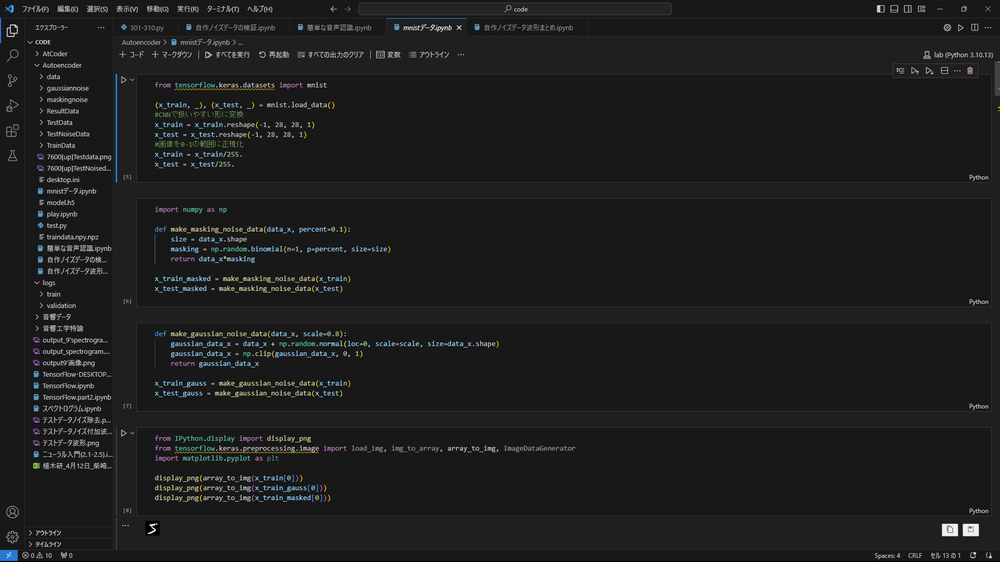 ファイル(F) 編集(E) 選択(S) 表示(V) 移動(G) 実行(R) ターミナル(T) ヘルプ(H)
code
エクスプローラー
301-310.py
自作ノイズデータの検証.ipynb
簡単な音声認識.ipynb
mnistデータ.ipynb
自作ノイズデータ波形まとめ.ipynb
Autoencoder > mnistデータ.ipynb > ...
コード マークダウン すべてを実行 再起動 すべての出力のクリア 変数 アウトライン
lab (Python 3.10.13)
CODE
AtCoder
Autoencoder
data
gaussiannoise
maskingnoise
ResultData
TestData
TestNoiseData
TrainData
7600[up]Testdata.png
7600[up]TestNoised...
desktop.ini
mnistデータ.ipynb
model.h5
play.ipynb
test.py
traindata.npy.npz
簡単な音声認識.ipynb
自作ノイズデータの検...
自作ノイズデータ波形...
logs
train
validation
音響データ
音響工学特論
output_9'spectrogra...
output_spectrogram....
output9'画像.png
TensorFlow-DESKTOP...
TensorFlow.ipynb
TensorFlow.part2.ipynb
スペクトログラム.ipynb
テストデータノイズ除去.p...
テストデータノイズ付加波...
テストデータ波形.png
ニューラル入門(2.1-2.5).i...
植木研_4月12日_柴崎...
アウトライン
タイムライン
from tensorflow.keras.datasets import mnist
(x_train, _), (x_test, _) = mnist.load_data()
#CNNで扱いやすい形に変換
x_train = x_train.reshape(-1, 28, 28, 1)
x_test = x_test.reshape(-1, 28, 28, 1)
#画像を0-1の範囲に正規化
x_train = x_train/255.
x_test = x_test/255.
[5]
Python
import numpy as np
def make_masking_noise_data(data_x, percent=0.1):
    size = data_x.shape
    masking = np.random.binomial(n=1, p=percent, size=size)
    return data_x*masking
x_train_masked = make_masking_noise_data(x_train)
x_test_masked = make_masking_noise_data(x_test)
[6]
Python
def make_gaussian_noise_data(data_x, scale=0.8):
    gaussian_data_x = data_x + np.random.normal(loc=0, scale=scale, size=data_x.shape)
    gaussian_data_x = np.clip(gaussian_data_x, 0, 1)
    return gaussian_data_x
x_train_gauss = make_gaussian_noise_data(x_train)
x_test_gauss = make_gaussian_noise_data(x_test)
[7]
Python
from IPython.display import display_png
from tensorflow.keras.preprocessing.image import load_img, img_to_array, array_to_img, ImageDataGenerator
import matplotlib.pyplot as plt
display_png(array_to_img(x_train[0]))
display_png(array_to_img(x_train_gauss[0]))
display_png(array_to_img(x_train_masked[0]))
[8]
Python
5
0 10 0
Spaces: 4 CRLF セル 13 の 1